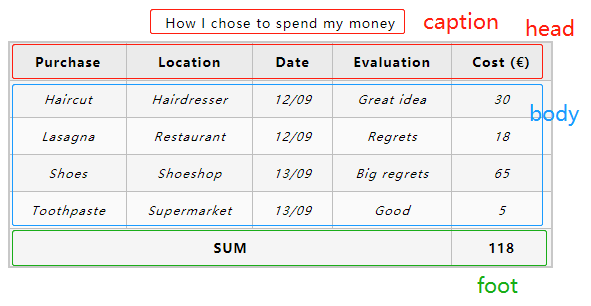 How I chose to spend my money caption head
Purchase Location Date Evaluation Cost (€)
Haircut Hairdresser 12/09 Great idea 30
body
Lasagna Restaurant 12/09 Regrets 18
Shoes Shoeshop 13/09 Big regrets 65
Toothpaste Supermarket 13/09 Good 5
SUM 118
foot